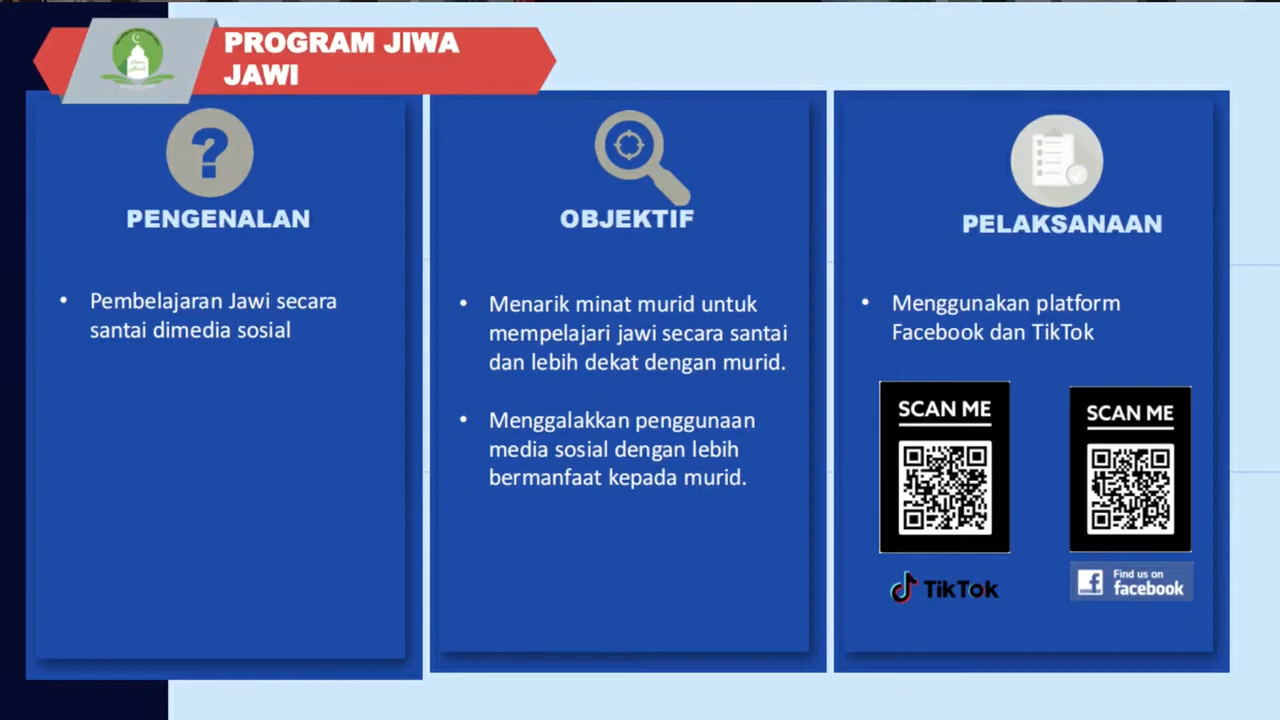 PROGRAM JIWA
JAWI
PENGENALAN
• Pembelajaran Jawi secara
santai dimedia sosial
OBJEKTIF
• Menarik minat murid untuk
mempelajari jawi secara santai
dan lebih dekat dengan murid.
• Menggalakkan penggunaan
media sosial dengan lebih
bermanfaat kepada murid.
PELAKSANAAN
• Menggunakan platform
Facebook dan TikTok
SCAN ME
TikTok
SCAN ME
Find us on
facebook